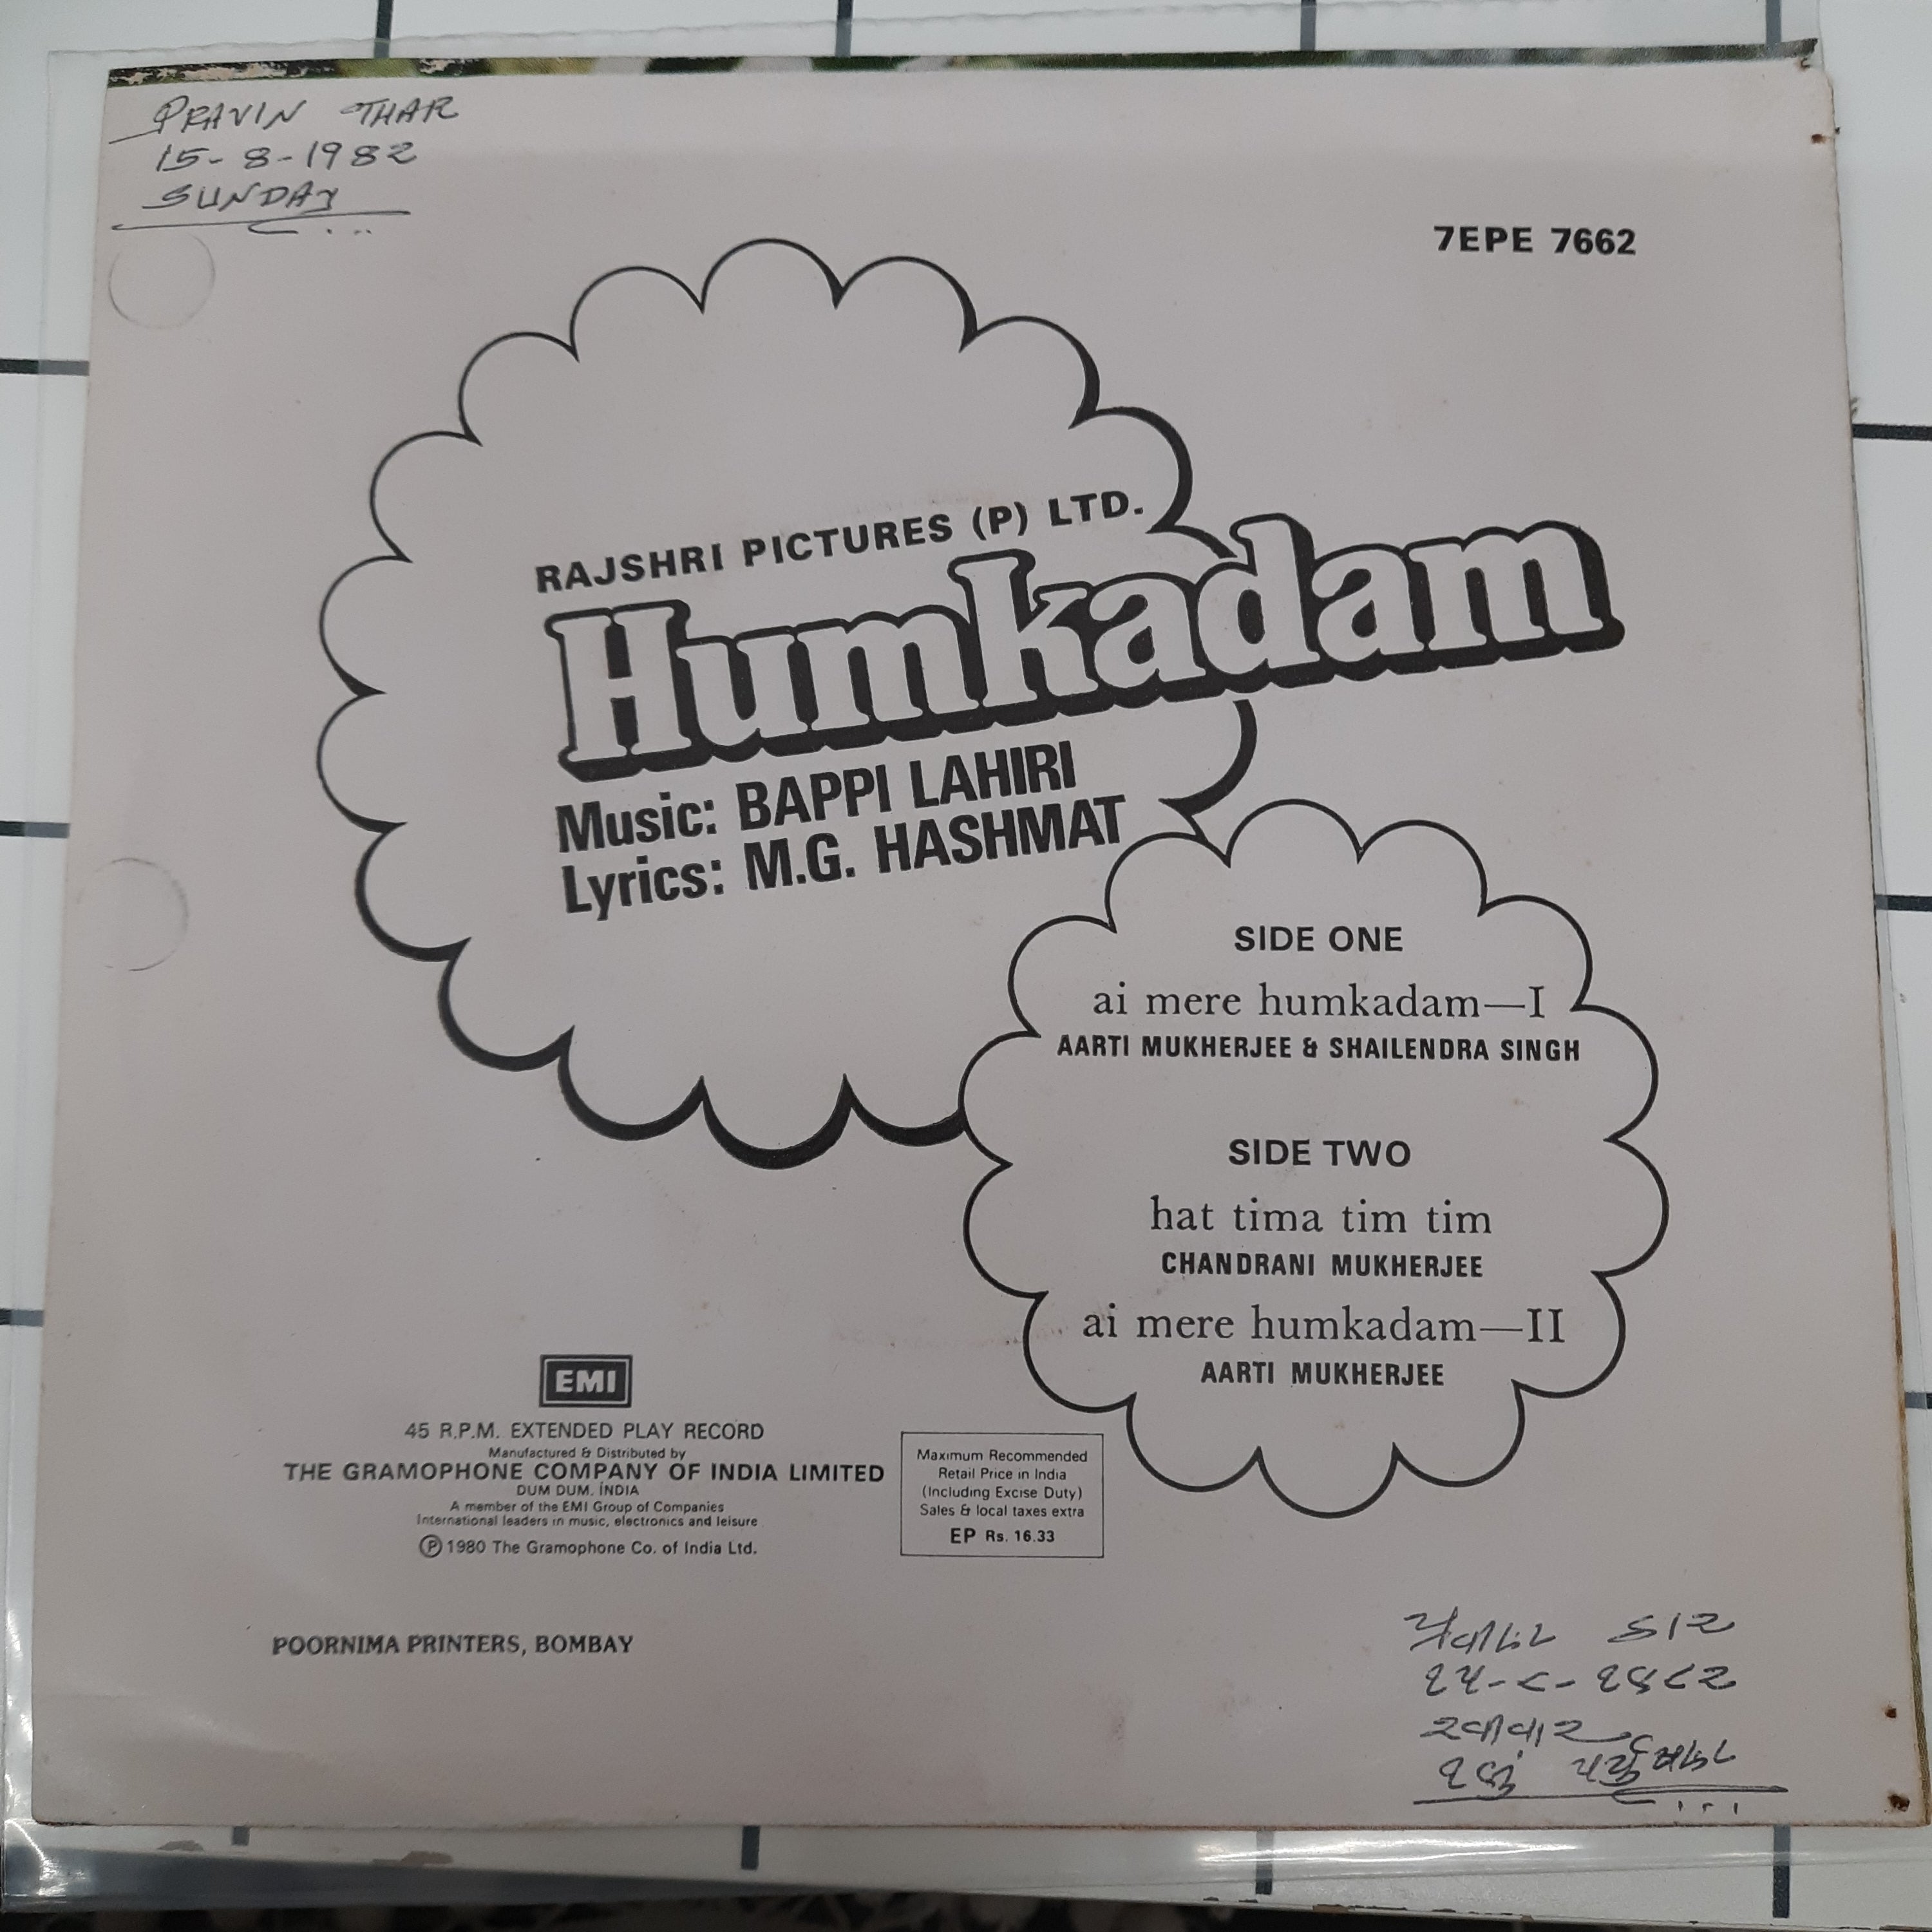 PRAVIN THAR
15-8-1982
SUNDAY
7EPE 7662
RAJSHRI PICTURES (P) LTD.
Humkadam
Music: BAPPI LAHIRI
Lyrics: M.G. HASHMAT
SIDE ONE
ai mere humkadam—I
AARTI MUKHERJEE & SHAILENDRA SINGH
SIDE TWO
hat tima tim tim
CHANDRANI MUKHERJEE
ai mere humkadam—II
AARTI MUKHERJEE
EMI
45 R.P.M. EXTENDED PLAY RECORD
Manufactured & Distributed by
THE GRAMOPHONE COMPANY OF INDIA LIMITED
DUM DUM, INDIA
A member of the EMI Group of Companies
International leaders in music, electronics and leisure
Ⓟ 1980 The Gramophone Co. of India Ltd.
Maximum Recommended
Retail Price in India
(Including Excise Duty)
Sales & local taxes extra
EP Rs. 16.33
POORNIMA PRINTERS, BOMBAY
પ્રવીણ ઠાર
૧૫-૮-૧૯૮૨
રવીવાર